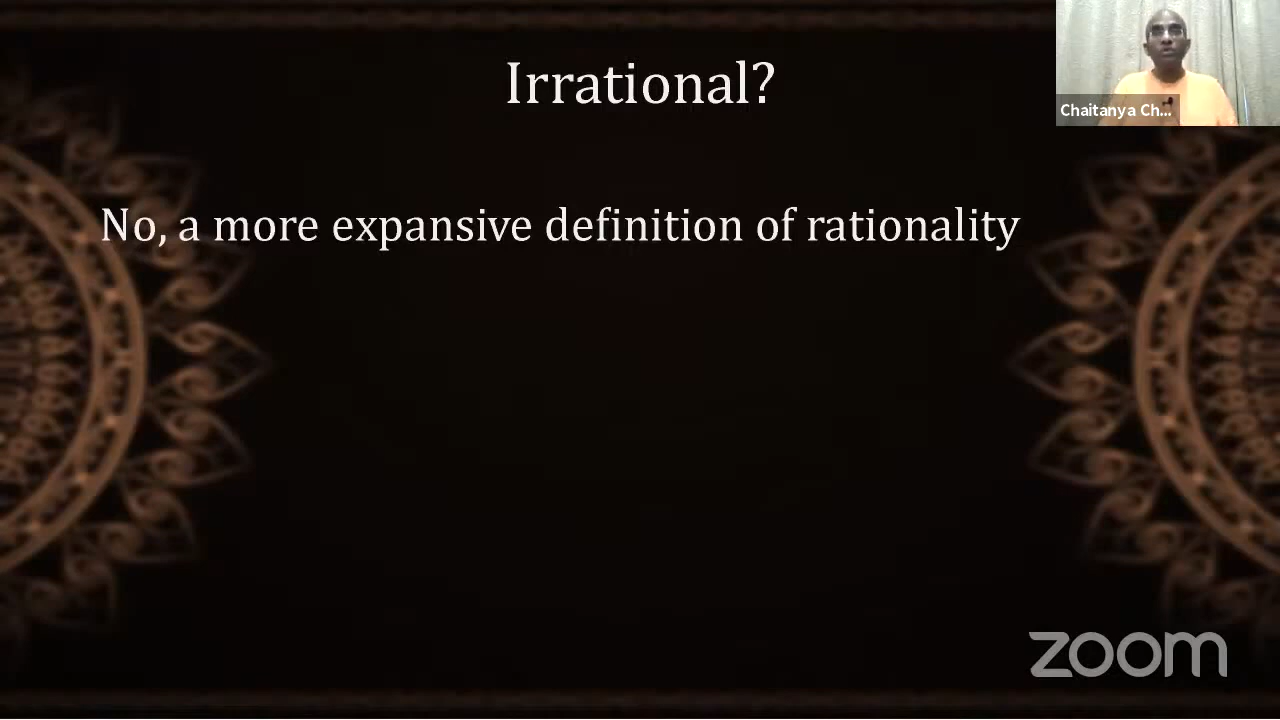 Irrational?
Chaitanya Ch...
No, a more expansive definition of rationality
zoom